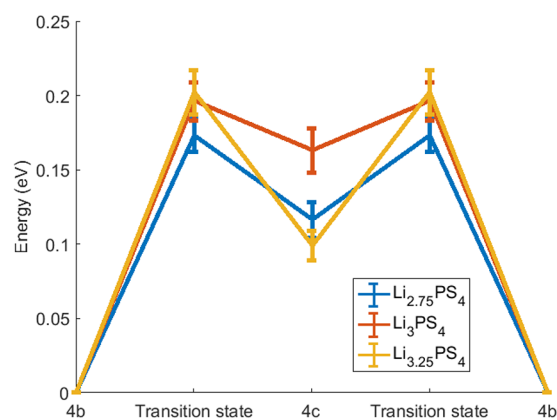 0.25
0.2
0.15
0.1
0.05
0
Energy (eV)
Li2.75PS4
Li3PS4
Li3.25PS4
4b Transition state 4c Transition state 4b